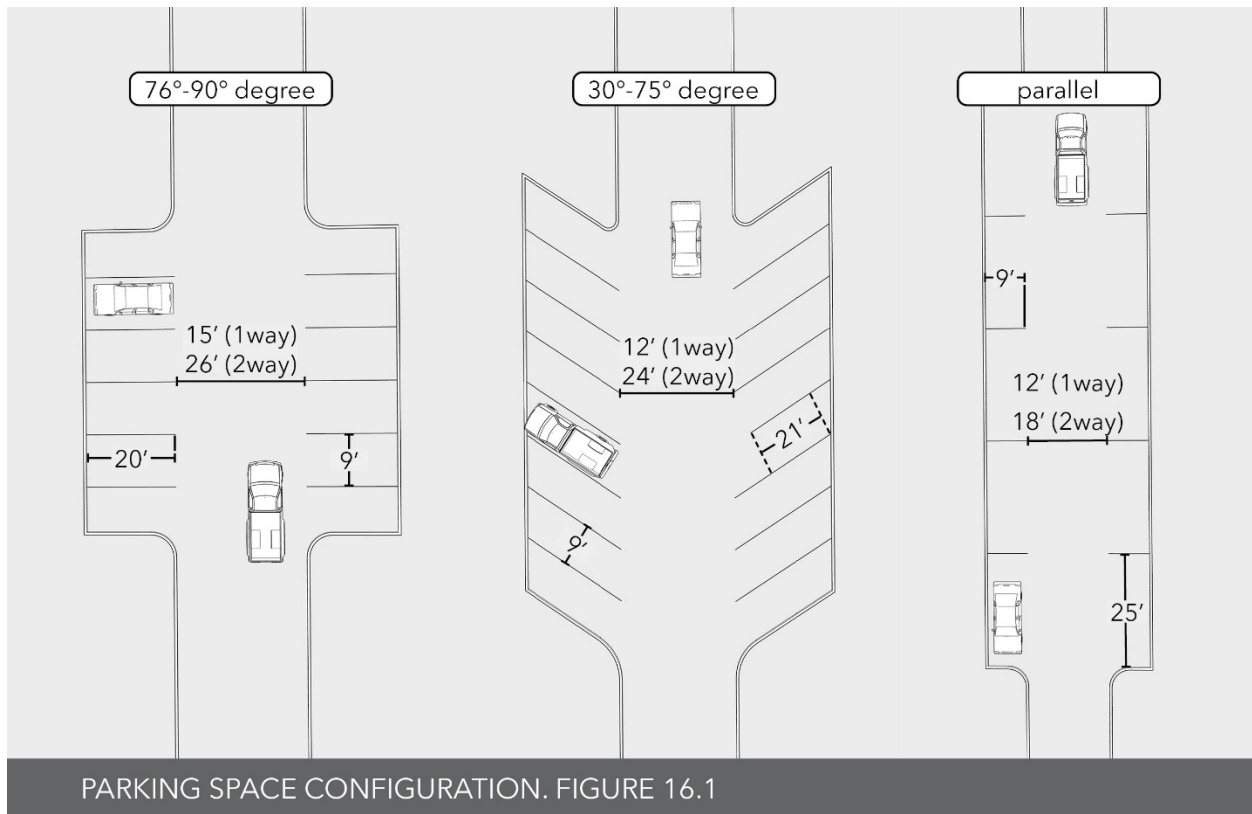 76°-90° degree
15’ (1way)
26’ (2way)
20’
9’
30°-75° degree
12’ (1way)
24’ (2way)
21’
9’
parallel
9’
12’ (1way)
18’ (2way)
25’
PARKING SPACE CONFIGURATION. FIGURE 16.1